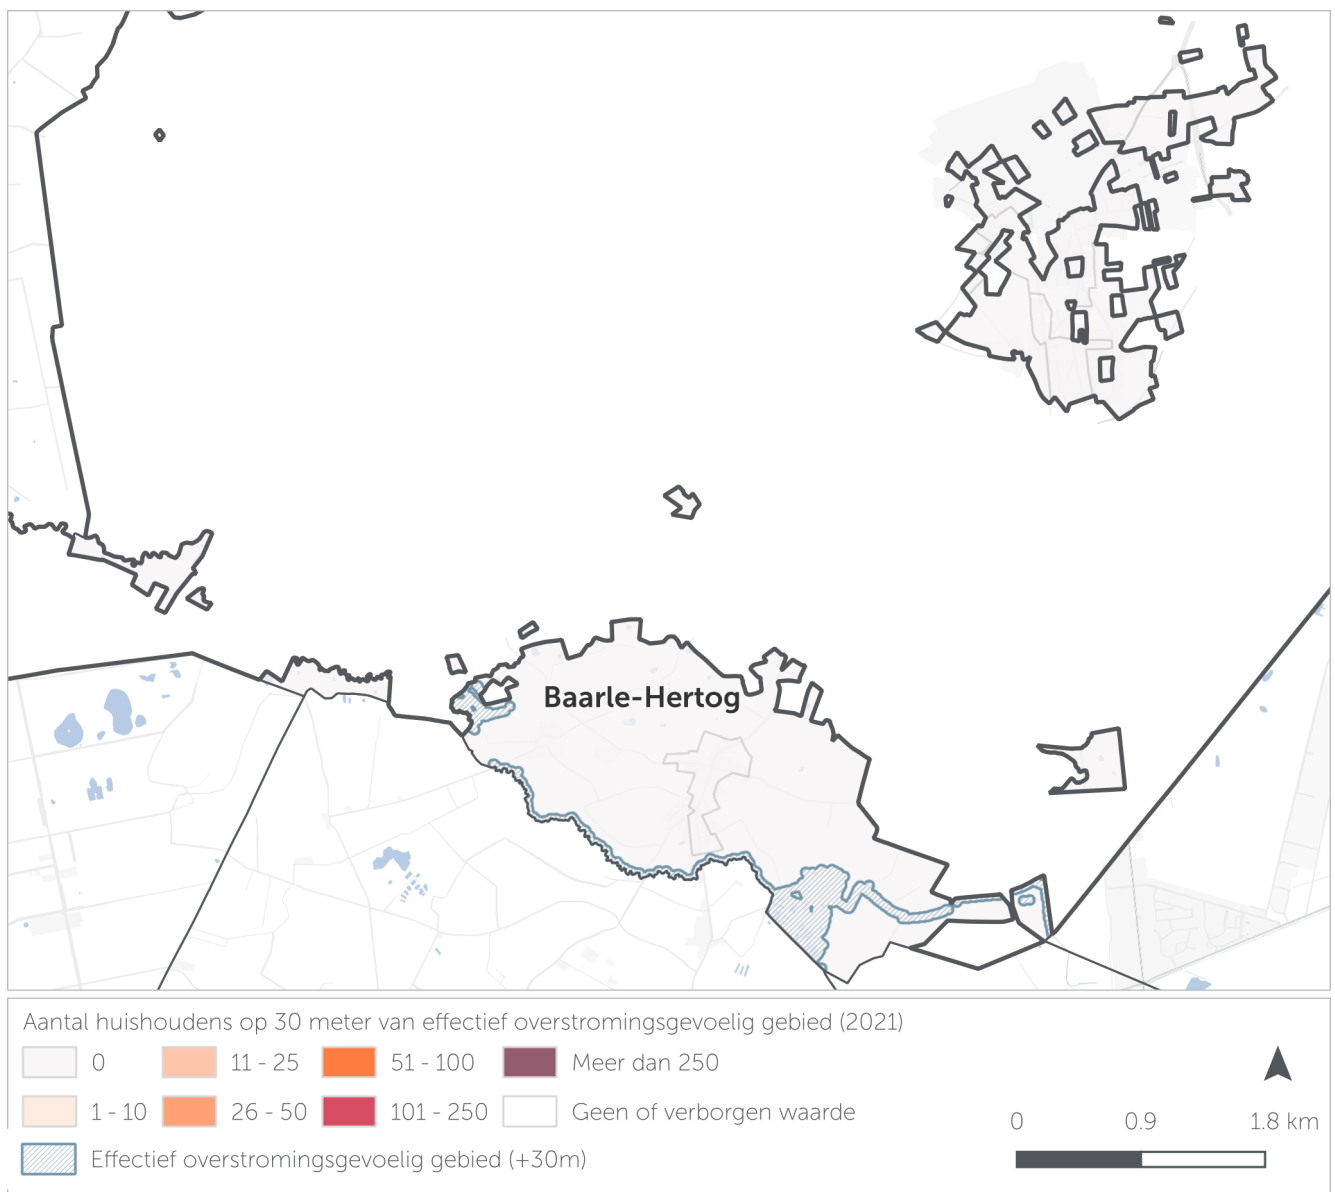 Baarle-Hertog
Aantal huishoudens op 30 meter van effectief overstromingsgevoelig gebied (2021)
0 11 - 25 51 - 100 Meer dan 250
1 - 10 26 - 50 101 - 250 Geen of verborgen waarde
Effectief overstromingsgevoelig gebied (+30m)
0 0.9 1.8 km